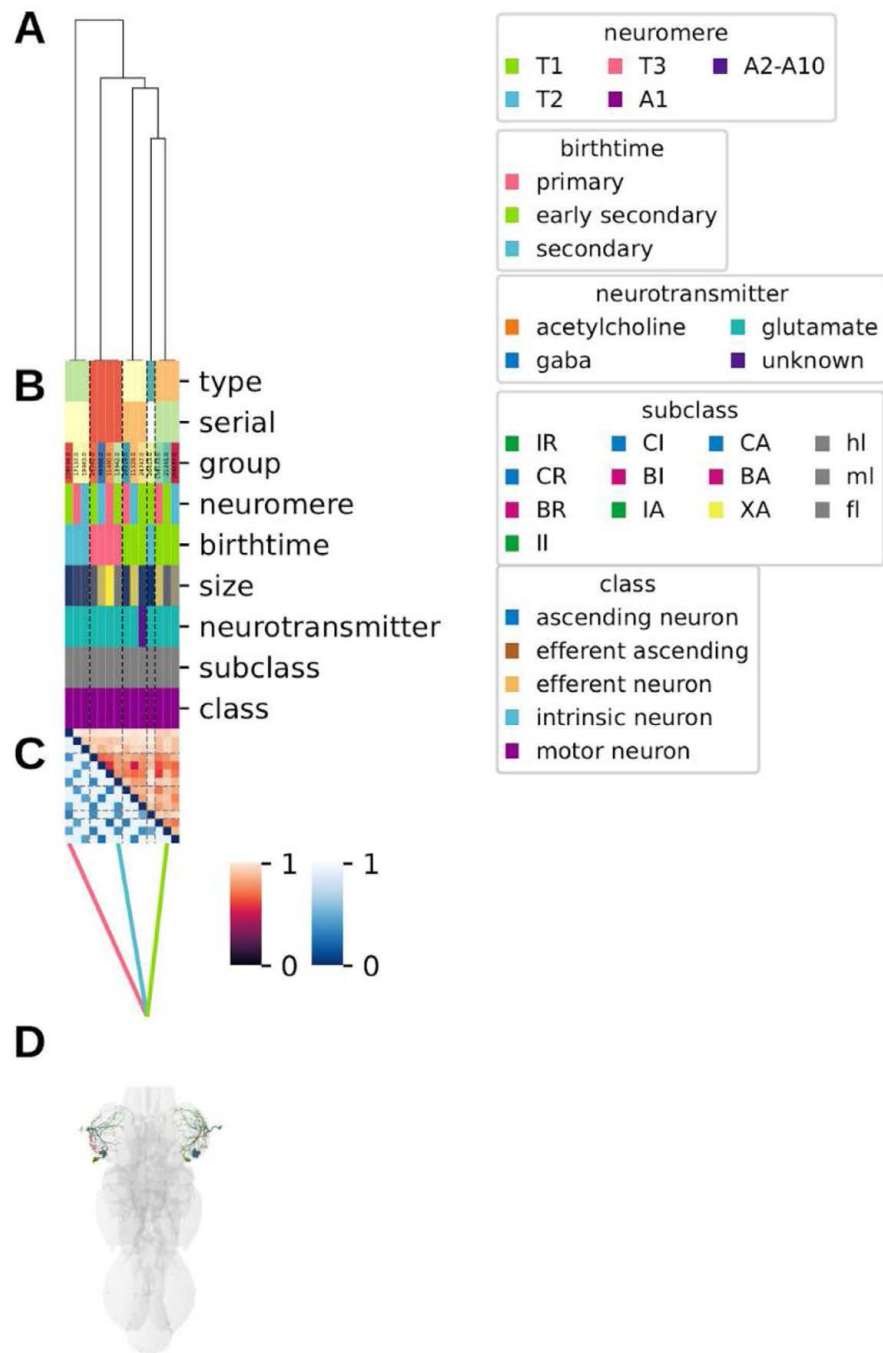 A
neuromere
T1 T3 A2-A10
T2 A1
birthtime
primary
early secondary
secondary
neurotransmitter
acetylcholine glutamate
gaba unknown
B
type
serial
group
neuromere
birthtime
size
neurotransmitter
subclass
class
subclass
IR CI CA hl
CR BI BA ml
BR IA XA fl
II
class
ascending neuron
efferent ascending
efferent neuron
intrinsic neuron
motor neuron
C
1 1
0 0
D